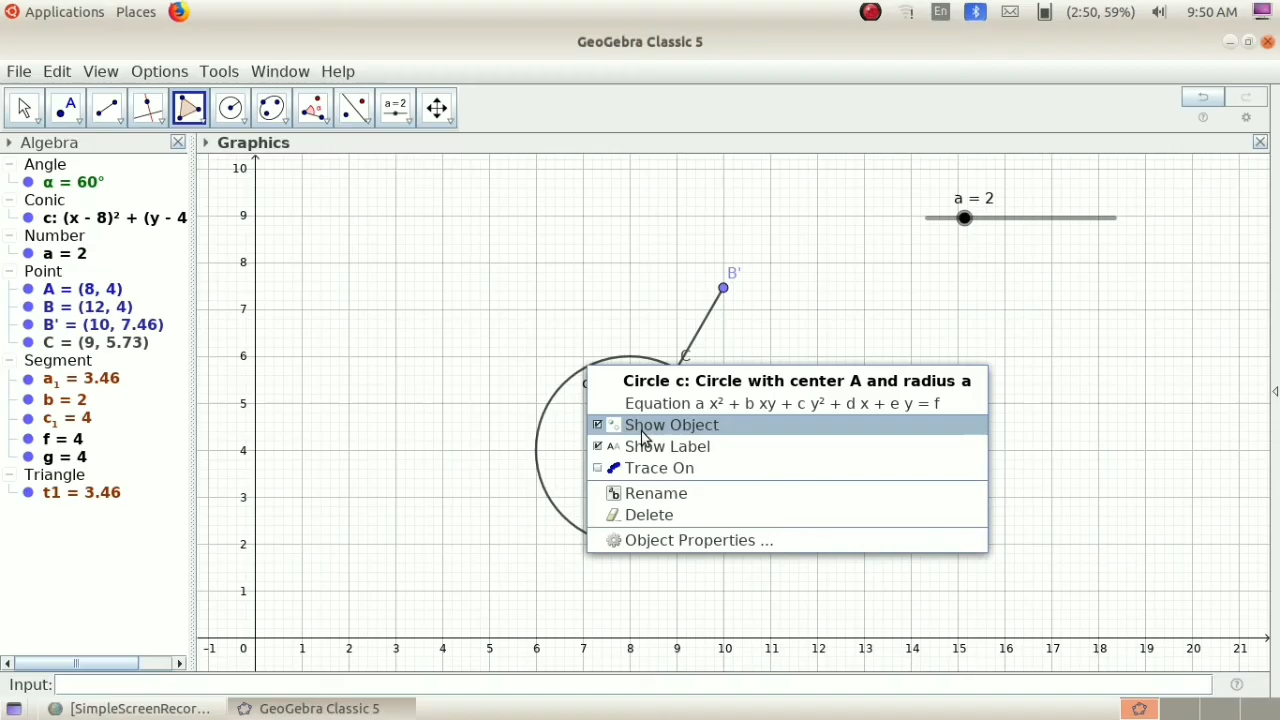 Applications Places En (2:50, 59%) 9:50 AM
GeoGebra Classic 5
File Edit View Options Tools Window Help
A α a=2
Algebra Graphics
Angle
α = 60°
Conic
c: (x - 8)² + (y - 4
Number
a = 2
Point
A = (8, 4)
B = (12, 4)
B' = (10, 7.46)
C = (9, 5.73)
Segment
a₁ = 3.46
b = 2
c₁ = 4
f = 4
g = 4
Triangle
t1 = 3.46
10
9
8
7
6
5
4
3
2
1
a = 2
B'
C
c
Circle c: Circle with center A and radius a
Equation a x² + b xy + c y² + d x + e y = f
Show Object
AA Show Label
Trace On
Rename
Delete
Object Properties ...
-1 0 1 2 3 4 5 6 7 8 9 10 11 12 13 14 15 16 17 18 19 20 21
Input:
[SimpleScreenRecor... GeoGebra Classic 5